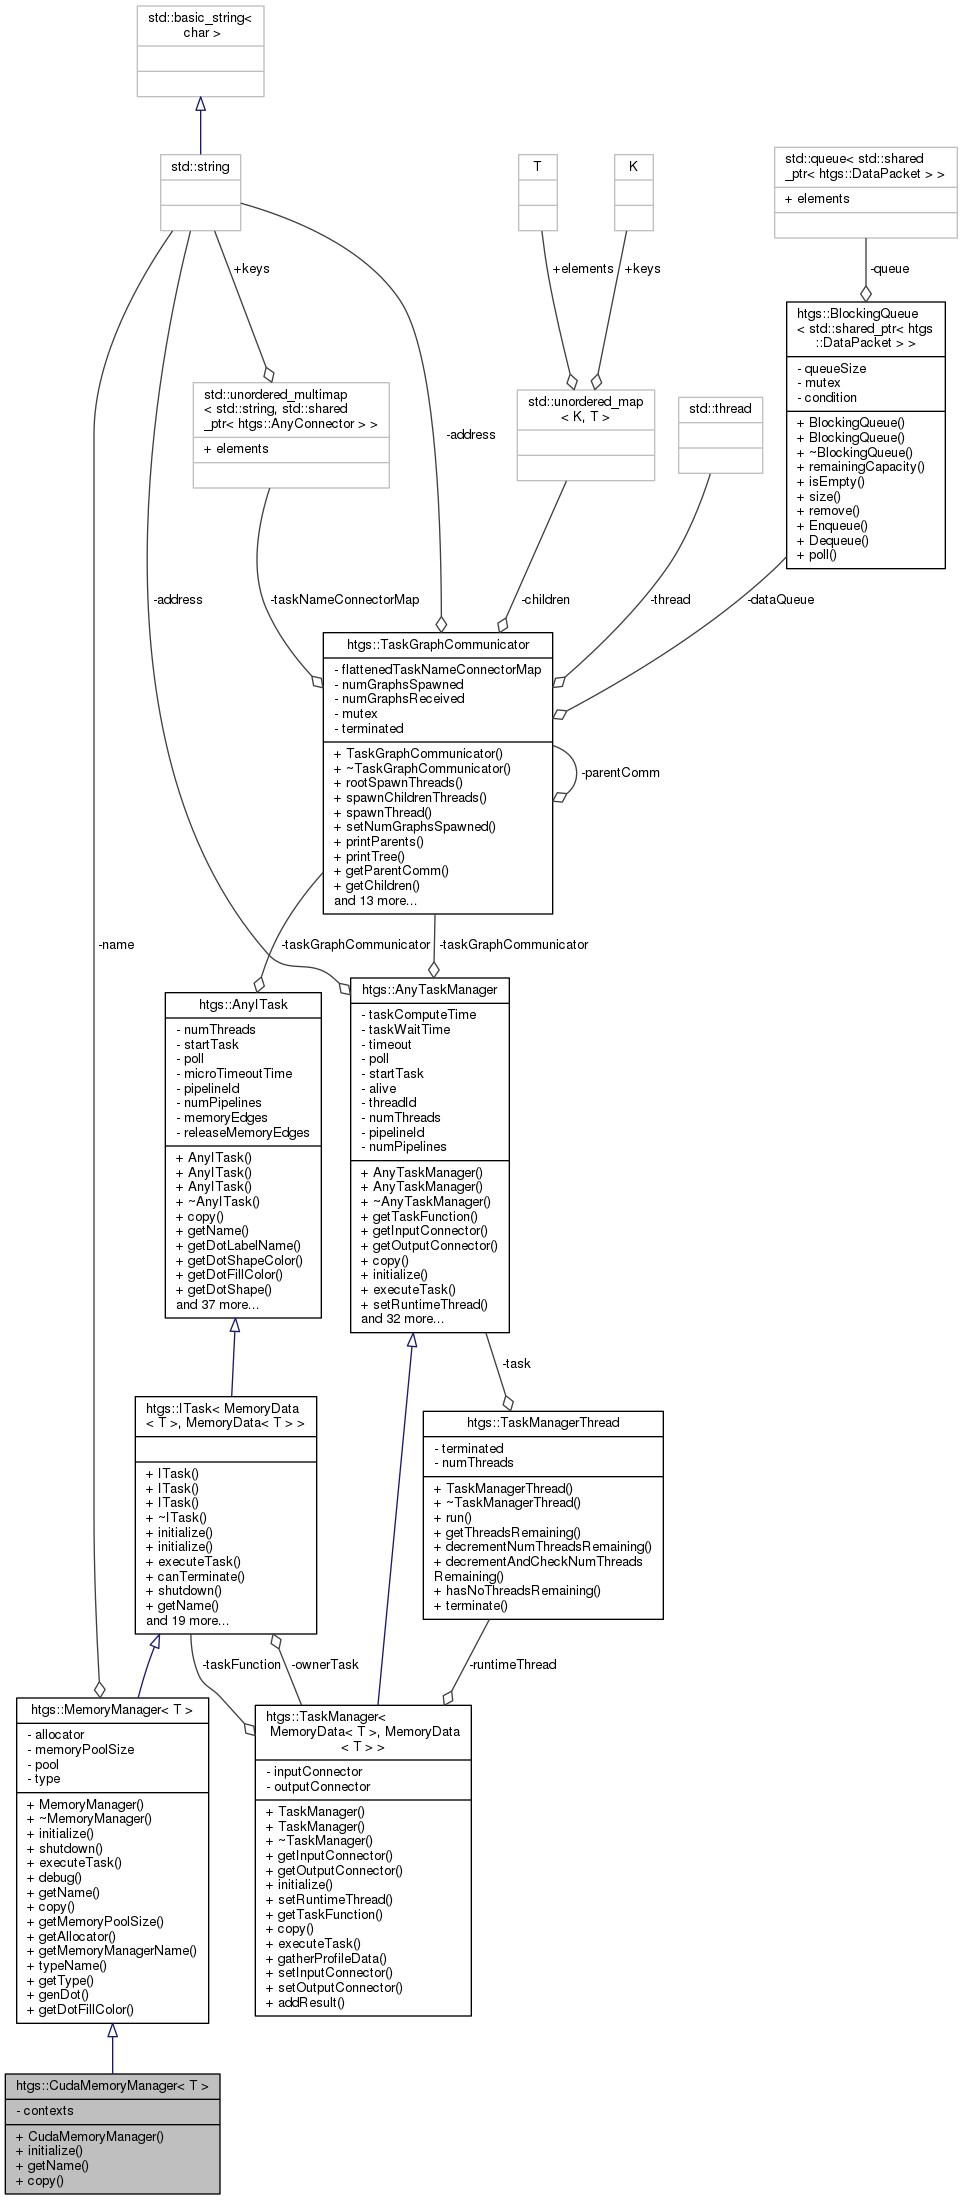 std::basic_string<
char >
std::string
T
K
std::queue< std::shared
_ptr< htgs::DataPacket > >
+ elements
+keys
+elements
+keys
-queue
htgs::BlockingQueue
< std::shared_ptr< htgs
::DataPacket > >
- queueSize
- mutex
- condition
+ BlockingQueue()
+ BlockingQueue()
+ ~BlockingQueue()
+ remainingCapacity()
+ isEmpty()
+ size()
+ remove()
+ Enqueue()
+ Dequeue()
+ poll()
std::unordered_multimap
< std::string, std::shared
_ptr< htgs::AnyConnector > >
+ elements
-address
std::unordered_map
< K, T >
std::thread
-address
-taskNameConnectorMap
-children
-thread
-dataQueue
htgs::TaskGraphCommunicator
- flattenedTaskNameConnectorMap
- numGraphsSpawned
- numGraphsReceived
- mutex
- terminated
+ TaskGraphCommunicator()
+ ~TaskGraphCommunicator()
+ rootSpawnThreads()
+ spawnChildrenThreads()
+ spawnThread()
+ setNumGraphsSpawned()
+ printParents()
+ printTree()
+ getParentComm()
+ getChildren()
and 13 more...
-parentComm
-name
-taskGraphCommunicator
-taskGraphCommunicator
htgs::AnyITask
- numThreads
- startTask
- poll
- microTimeoutTime
- pipelineId
- numPipelines
- memoryEdges
- releaseMemoryEdges
+ AnyITask()
+ AnyITask()
+ AnyITask()
+ ~AnyITask()
+ copy()
+ getName()
+ getDotLabelName()
+ getDotShapeColor()
+ getDotFillColor()
+ getDotShape()
and 37 more...
htgs::AnyTaskManager
- taskComputeTime
- taskWaitTime
- timeout
- poll
- startTask
- alive
- threadId
- numThreads
- pipelineId
- numPipelines
+ AnyTaskManager()
+ AnyTaskManager()
+ ~AnyTaskManager()
+ getTaskFunction()
+ getInputConnector()
+ getOutputConnector()
+ copy()
+ initialize()
+ executeTask()
+ setRuntimeThread()
and 32 more...
-task
htgs::ITask< MemoryData
< T >, MemoryData< T > >
+ ITask()
+ ITask()
+ ITask()
+ ~ITask()
+ initialize()
+ initialize()
+ executeTask()
+ canTerminate()
+ shutdown()
+ getName()
and 19 more...
htgs::TaskManagerThread
- terminated
- numThreads
+ TaskManagerThread()
+ ~TaskManagerThread()
+ run()
+ getThreadsRemaining()
+ decrementNumThreadsRemaining()
+ decrementAndCheckNumThreads
Remaining()
+ hasNoThreadsRemaining()
+ terminate()
-taskFunction
-ownerTask
-runtimeThread
htgs::MemoryManager< T >
- allocator
- memoryPoolSize
- pool
- type
+ MemoryManager()
+ ~MemoryManager()
+ initialize()
+ shutdown()
+ executeTask()
+ debug()
+ getName()
+ copy()
+ getMemoryPoolSize()
+ getAllocator()
+ getMemoryManagerName()
+ typeName()
+ getType()
+ genDot()
+ getDotFillColor()
htgs::TaskManager<
MemoryData< T >, MemoryData
< T > >
- inputConnector
- outputConnector
+ TaskManager()
+ TaskManager()
+ ~TaskManager()
+ getInputConnector()
+ getOutputConnector()
+ initialize()
+ setRuntimeThread()
+ getTaskFunction()
+ copy()
+ executeTask()
+ gatherProfileData()
+ setInputConnector()
+ setOutputConnector()
+ addResult()
htgs::CudaMemoryManager< T >
- contexts
+ CudaMemoryManager()
+ initialize()
+ getName()
+ copy()